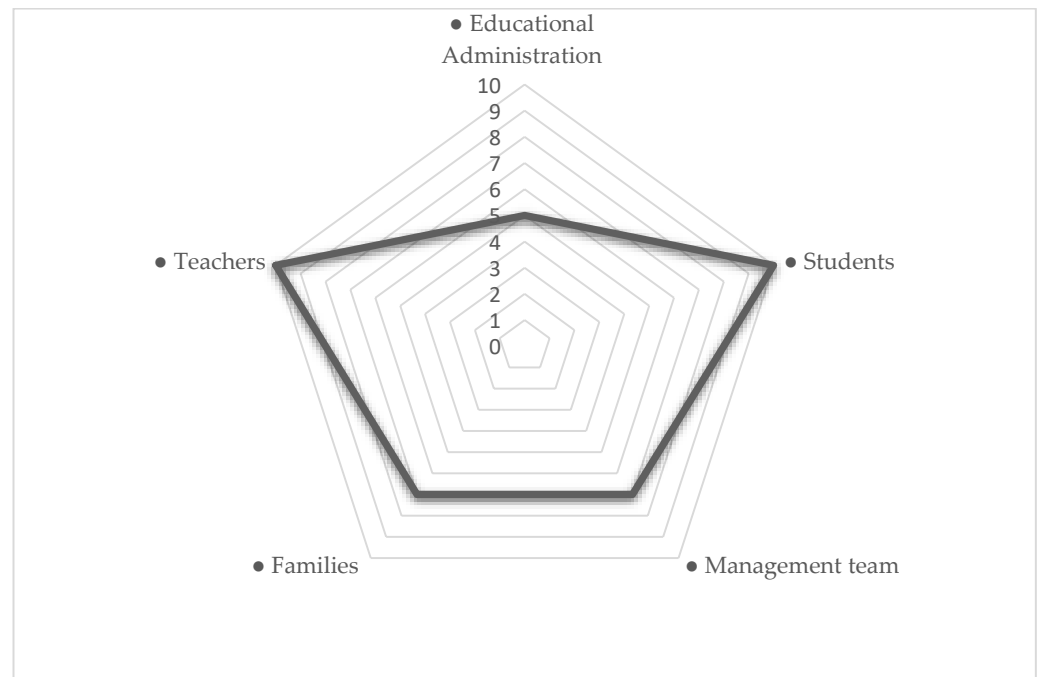 ● Educational
Administration
10
9
8
7
6
5
4
3
2
1
0
● Teachers
● Students
● Families
● Management team